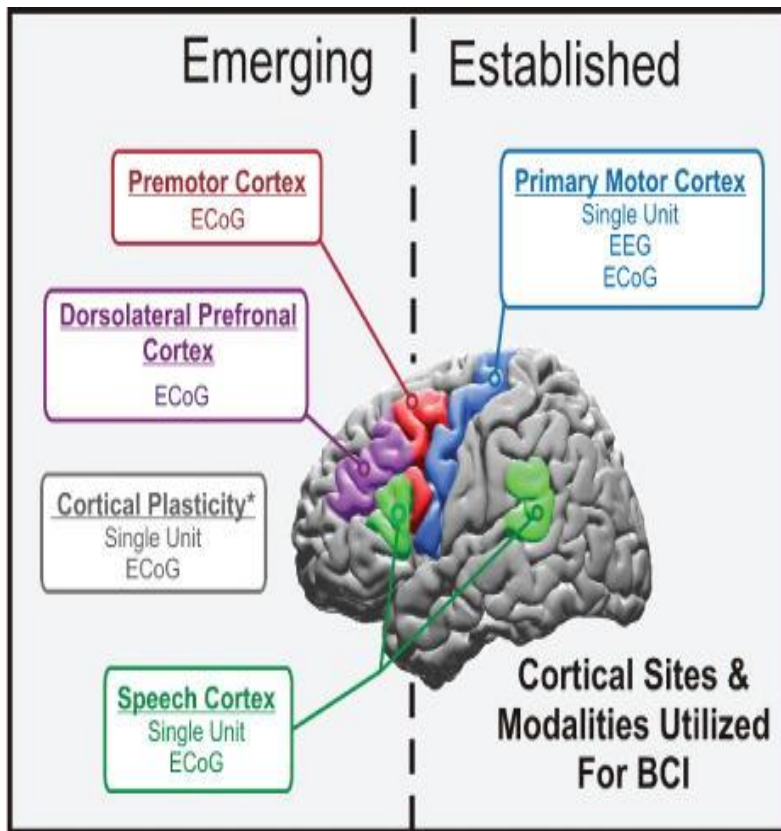 Emerging
Established
Premotor Cortex
ECoG
Primary Motor Cortex
Single Unit
EEG
ECoG
Dorsolateral Prefronal
Cortex
ECoG
Cortical Plasticity*
Single Unit
ECoG
Speech Cortex
Single Unit
ECoG
Cortical Sites &
Modalities Utilized
For BCI